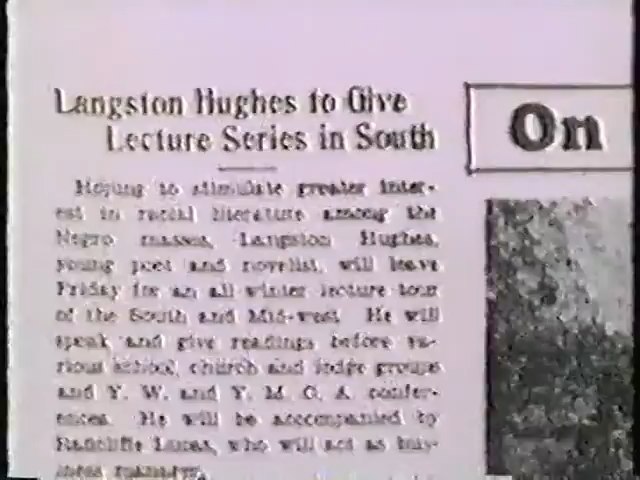 Langston Hughes to Give
Lecture Series in South
On
Hoping to stimulate greater inter-
est in racial literature among the
Negro masses, Langston Hughes,
young poet and novelist, will leave
Friday for an all winter lecture tour
of the South and Mid-west. He will
speak and give readings before va-
rious school, church and lodge groups
and Y. W. and Y. M. C. A. confer-
ences. He will be accompanied by
Radcliffe Lucas, who will act as busi-
ness manager.